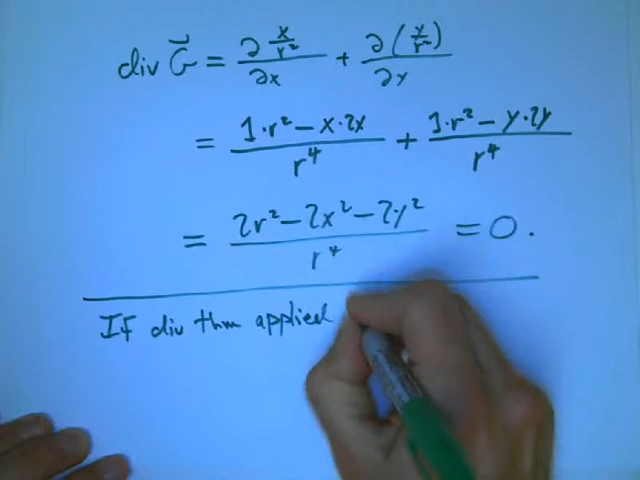 div G⃗ = ∂ x/r² / ∂x + ∂ (y/r²) / ∂y
= 1·r² − x·2x / r⁴ + 1·r² − y·2y / r⁴
= 2r² − 2x² − 2y² / r⁴ = 0.
If div thm applied